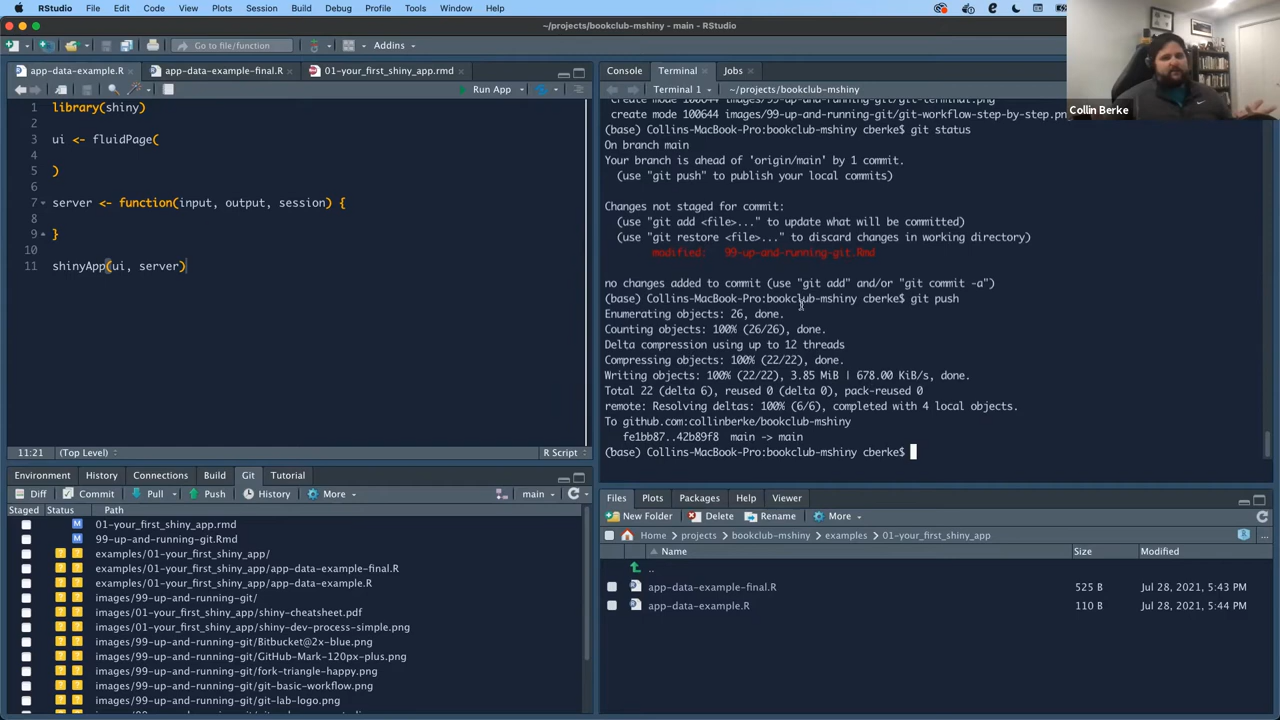 RStudio File Edit Code View Plots Session Build Debug Profile Tools Window Help
~/projects/bookclub-mshiny - main - RStudio
Go to file/function Addins
app-data-example.R app-data-example-final.R 01-your_first_shiny_app.rmd
Run App
1 library(shiny)
2
3 ui <- fluidPage(
4
5 )
6
7 server <- function(input, output, session) {
8
9 }
10
11 shinyApp(ui, server)
11:21 (Top Level) R Script
Environment History Connections Build Git Tutorial
Diff Commit Pull Push History More main
Staged Status Path
M 01-your_first_shiny_app.rmd
M 99-up-and-running-git.Rmd
? ? examples/01-your_first_shiny_app/
? ? examples/01-your_first_shiny_app/app-data-example-final.R
? ? examples/01-your_first_shiny_app/app-data-example.R
? ? images/99-up-and-running-git/
? ? images/01-your_first_shiny_app/shiny-cheatsheet.pdf
? ? images/01-your_first_shiny_app/shiny-dev-process-simple.png
? ? images/99-up-and-running-git/Bitbucket@2x-blue.png
? ? images/99-up-and-running-git/GitHub-Mark-120px-plus.png
? ? images/99-up-and-running-git/fork-triangle-happy.png
? ? images/99-up-and-running-git/git-basic-workflow.png
? ? images/99-up-and-running-git/git-lab-logo.png
Console Terminal Jobs
Terminal 1 ~/projects/bookclub-mshiny
create mode 100644 images/99-up-and-running-git/git-terminal.png
create mode 100644 images/99-up-and-running-git/git-workflow-step-by-step.png
(base) Collins-MacBook-Pro:bookclub-mshiny cberke$ git status
On branch main
Your branch is ahead of 'origin/main' by 1 commit.
(use "git push" to publish your local commits)
Changes not staged for commit:
(use "git add <file>..." to update what will be committed)
(use "git restore <file>..." to discard changes in working directory)
modified: 99-up-and-running-git.Rmd
no changes added to commit (use "git add" and/or "git commit -a")
(base) Collins-MacBook-Pro:bookclub-mshiny cberke$ git push
Enumerating objects: 26, done.
Counting objects: 100% (26/26), done.
Delta compression using up to 12 threads
Compressing objects: 100% (22/22), done.
Writing objects: 100% (22/22), 3.85 MiB | 678.00 KiB/s, done.
Total 22 (delta 6), reused 0 (delta 0), pack-reused 0
remote: Resolving deltas: 100% (6/6), completed with 4 local objects.
To github.com:collinberke/bookclub-mshiny
fe1bb87..42b89f8 main -> main
(base) Collins-MacBook-Pro:bookclub-mshiny cberke$
Files Plots Packages Help Viewer
New Folder Delete Rename More
Home projects bookclub-mshiny examples 01-your_first_shiny_app
Name Size Modified
..
app-data-example-final.R 525 B Jul 28, 2021, 5:43 PM
app-data-example.R 110 B Jul 28, 2021, 5:44 PM
Collin Berke